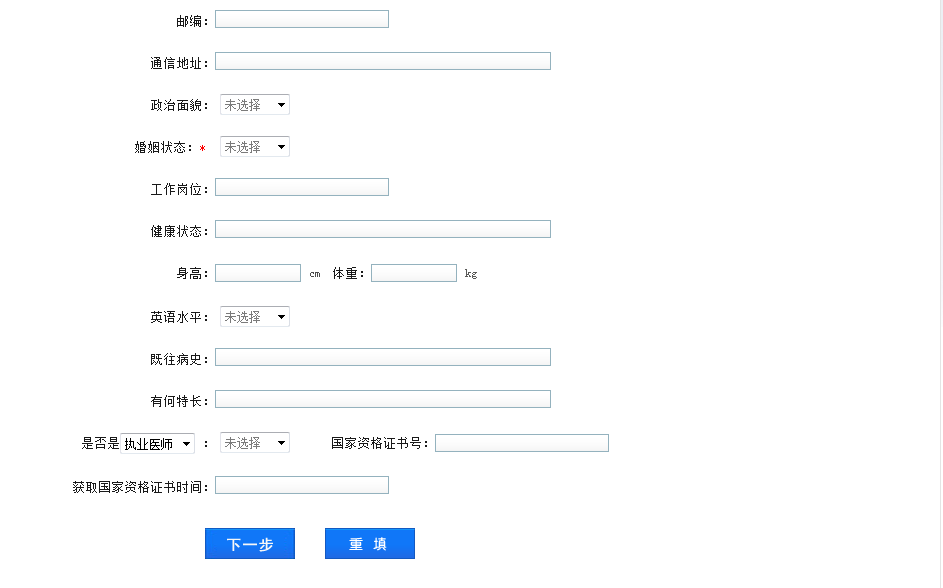 邮编：
通信地址：
政治面貌： 未选择
婚姻状态：* 未选择
工作岗位：
健康状态：
身高： cm 体重： kg
英语水平： 未选择
既往病史：
有何特长：
是否是 执业医师 ： 未选择 国家资格证书号：
获取国家资格证书时间：
下一步 重 填